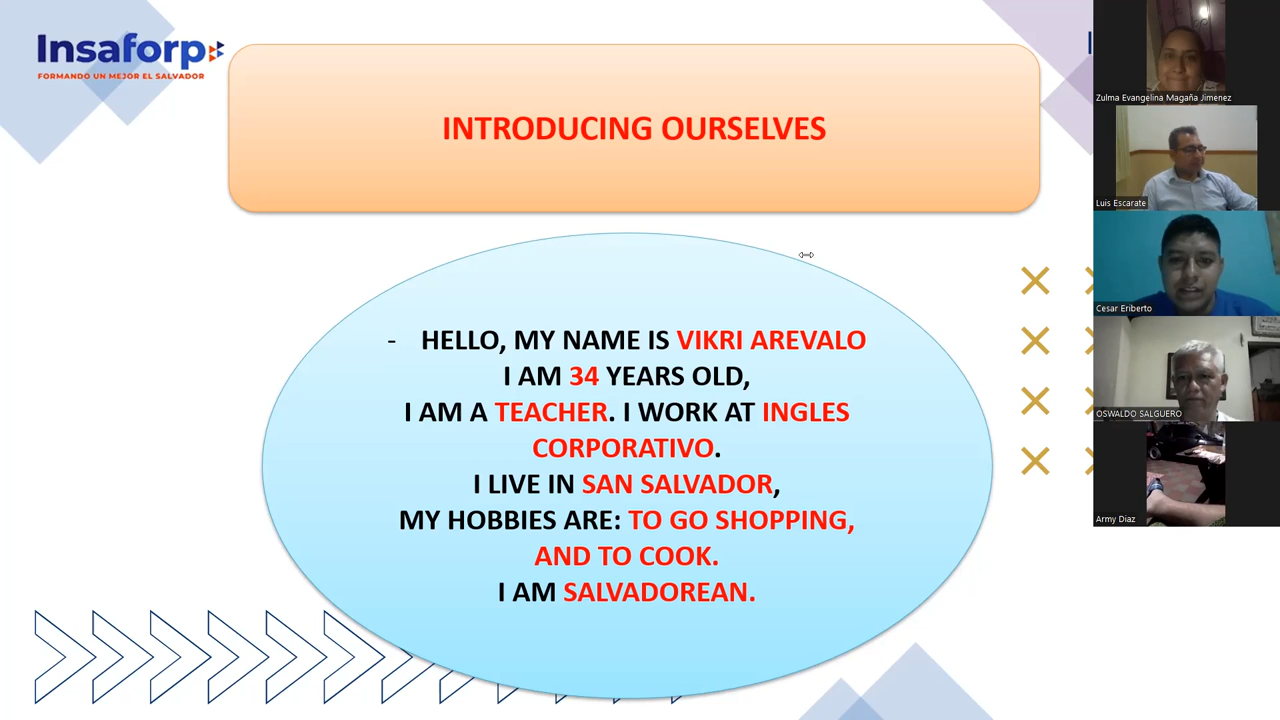 Insaforp
FORMANDO UN MEJOR EL SALVADOR
INTRODUCING OURSELVES
- HELLO, MY NAME IS VIKRI AREVALO
I AM 34 YEARS OLD,
I AM A TEACHER. I WORK AT INGLES
CORPORATIVO.
I LIVE IN SAN SALVADOR,
MY HOBBIES ARE: TO GO SHOPPING,
AND TO COOK.
I AM SALVADOREAN.
Zulma Evangelina Magaña Jimenez
Luis Escarate
Cesar Eriberto
OSWALDO SALGUERO
Army Diaz